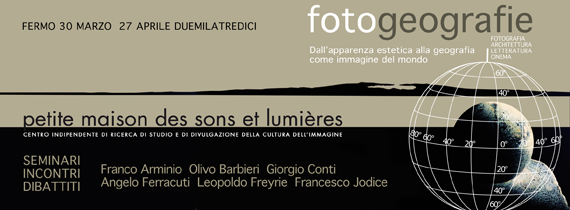 FERMO 30 MARZO 27 APRILE DUEMILATREDICI
fotogeografie
Dall'apparenza estetica alla geografia
come immagine del mondo
FOTOGRAFIA
ARCHITETTURA
LETTERATURA
CINEMA
petite maison des sons et lumières
CENTRO INDIPENDENTE DI RICERCA DI STUDIO E DI DIVULGAZIONE DELLA CULTURA DELL'IMMAGINE
SEMINARI
INCONTRI
DIBATTITI
Franco Arminio Olivo Barbieri Giorgio Conti
Angelo Ferracuti Leopoldo Freyrie Francesco Jodice
60°
40°
80° 60° 40° 20° 0° 40° 60°
20°
40°
60°